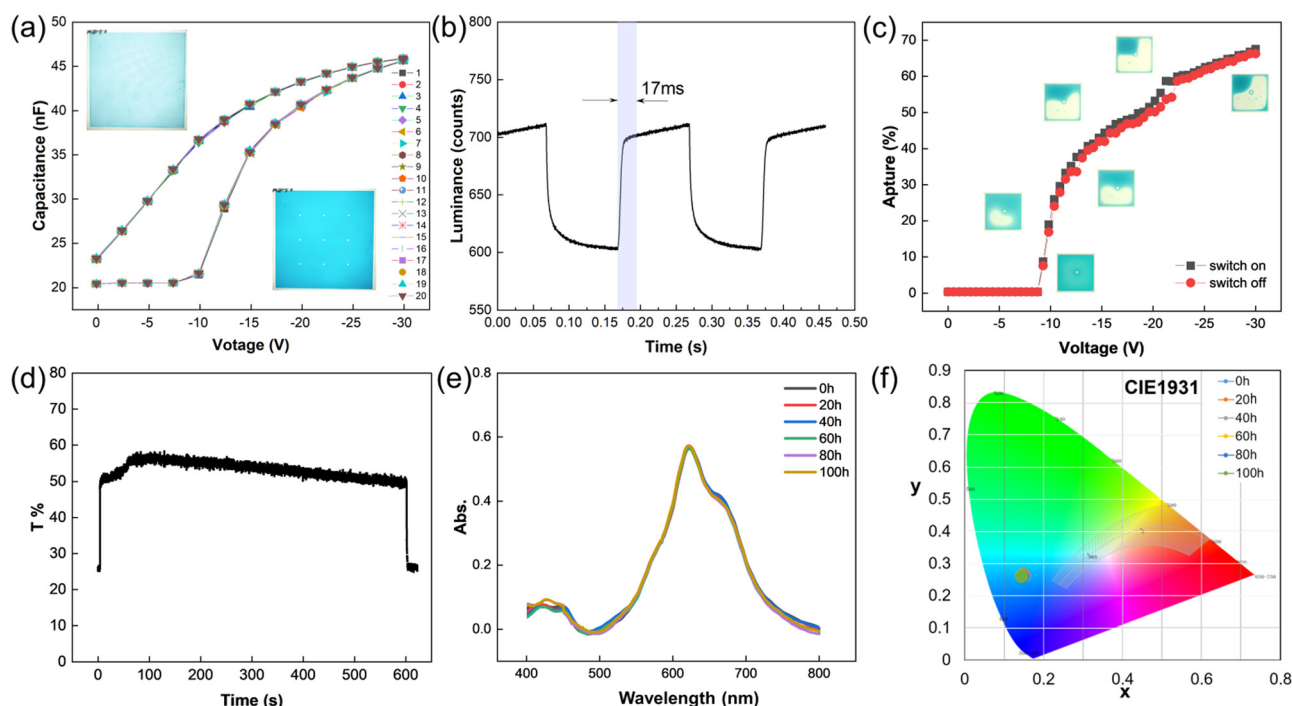 (a)
50
45
40
35
30
25
20
Capacitance (nF)
0 -5 -10 -15 -20 -25 -30
Votage (V)
1
2
3
4
5
6
7
8
9
10
11
12
13
14
15
16
17
18
19
20
(b)
800
750
700
650
600
550
Luminance (counts)
17ms
0.00 0.05 0.10 0.15 0.20 0.25 0.30 0.35 0.40 0.45 0.50
Time (s)
(c)
70
60
50
40
30
20
10
0
Apture (%)
switch on
switch off
0 -5 -10 -15 -20 -25 -30
Voltage (V)
(d)
80
70
60
50
40
30
20
10
0
T %
0 100 200 300 400 500 600
Time (s)
(e)
0.8
0.6
0.4
0.2
0.0
Abs.
0h
20h
40h
60h
80h
100h
400 500 600 700 800
Wavelength (nm)
(f)
0.9
0.8
0.7
0.6
0.5
0.4
0.3
0.2
0.1
0
y
CIE1931
0h
20h
40h
60h
80h
100h
0 0.2 0.4 0.6 0.8
x